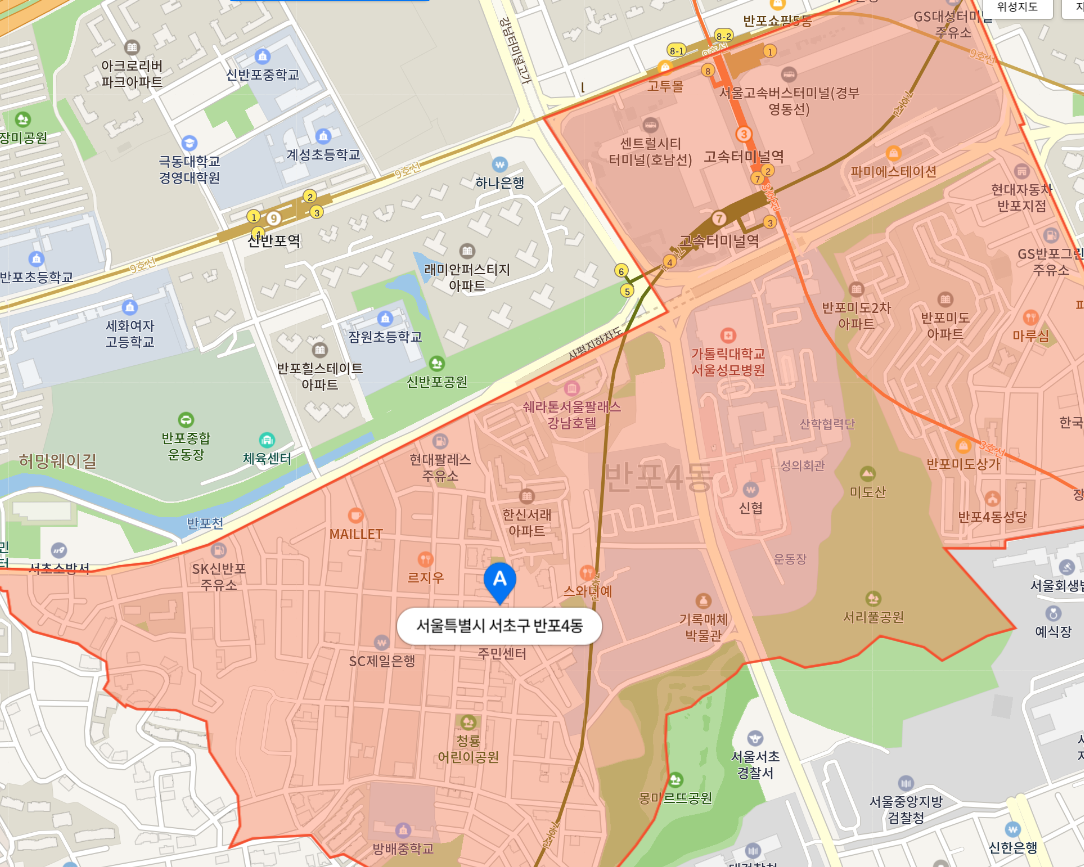 위성지도
반포쇼핑5동
GS대성터미널
주유소
강남터미널고가
8-2
8-1
1
8
9호선
아크로리버
파크아파트
신반포중학교
고투몰
서울고속버스터미널(경부
영동선)
3호선
장미공원
극동대학교
경영대학원
계성초등학교
센트럴시티
터미널(호남선)
3
고속터미널역
하나은행
9호선
2
7
파미에스테이션
현대자동차
반포지점
2
1
9
3
4
신반포역
7
3
고속터미널역
4
GS반포그린
주유소
반포초등학교
9호선
래미안퍼스티지
아파트
6
5
세화여자
고등학교
잠원초등학교
반포미도2차
아파트
반포미도
아파트
마루심
사평지하차도
가톨릭대학교
서울성모병원
반포힐스테이트
아파트
신반포공원
쉐라톤서울팔래스
강남호텔
산학협력단
한국
반포종합
운동장
체육센터
허밍웨이길
현대팔레스
주유소
반포4동
성의회관
3호선
반포미도상가
미도산
신협
한신서래
아파트
반포4동성당
반포천
MAILLET
서초소방서
SK신반포
주유소
르지우
스와니예
운동장
서울회생법
A
서울특별시 서초구 반포4동
기록매체
박물관
서리풀공원
예식장
SC제일은행
주민센터
청룡
어린이공원
서울서초
경찰서
몽마르뜨공원
서울중앙지방
검찰청
방배중학교
신한은행
대검찰청